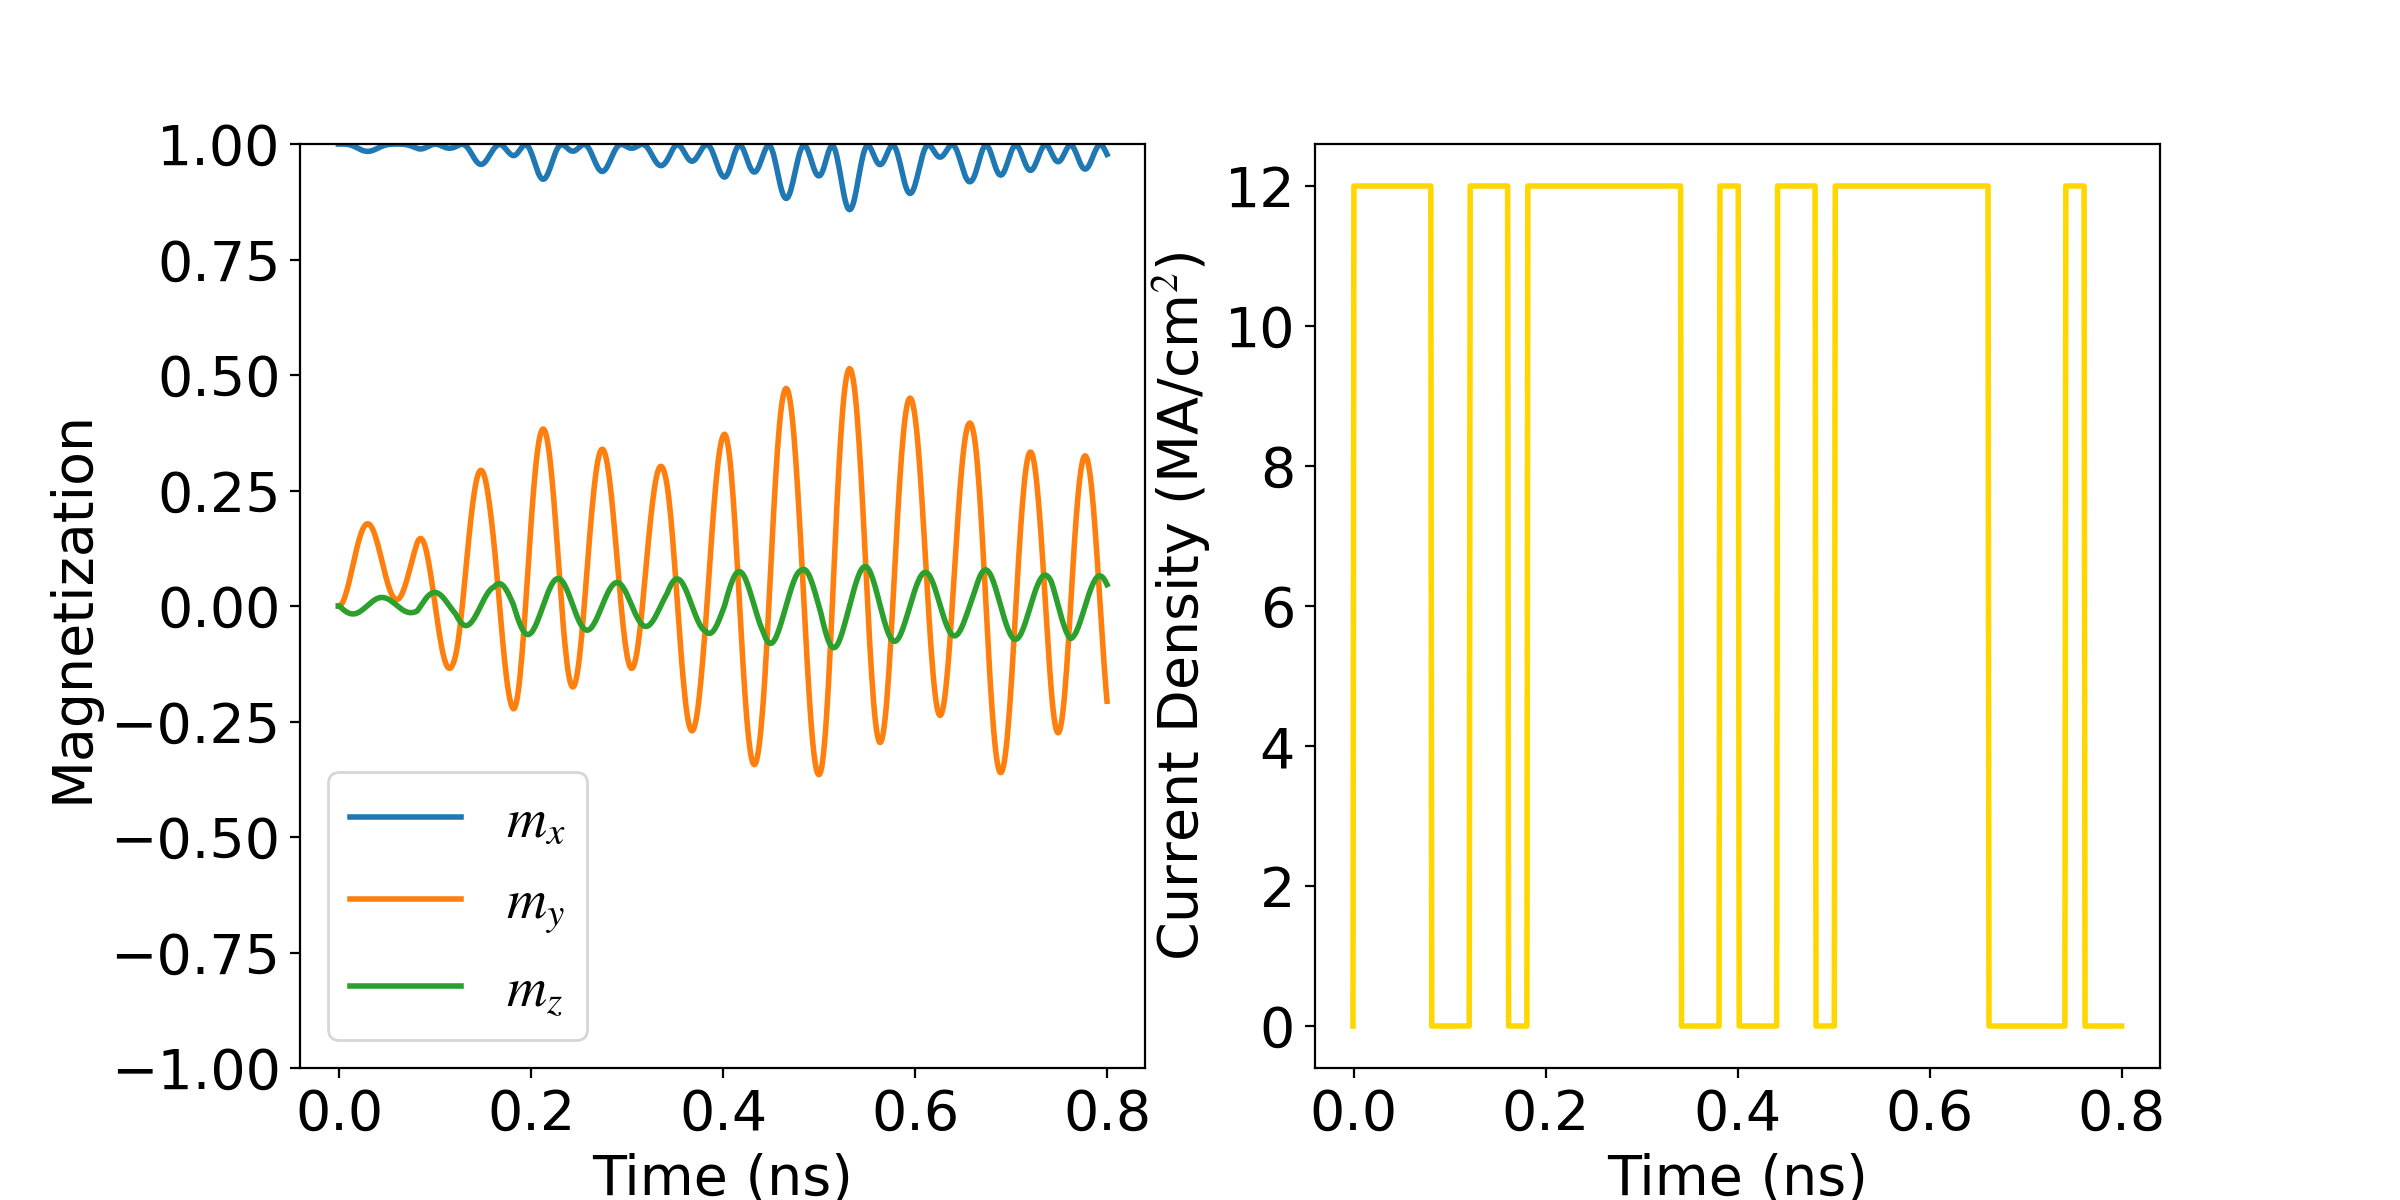 1.00
0.75
0.50
0.25
0.00
−0.25
−0.50
−0.75
−1.00
Magnetization
m_x
m_y
m_z
0.0 0.2 0.4 0.6 0.8
Time (ns)
12
10
8
6
4
2
0
Current Density (MA/cm²)
0.0 0.2 0.4 0.6 0.8
Time (ns)